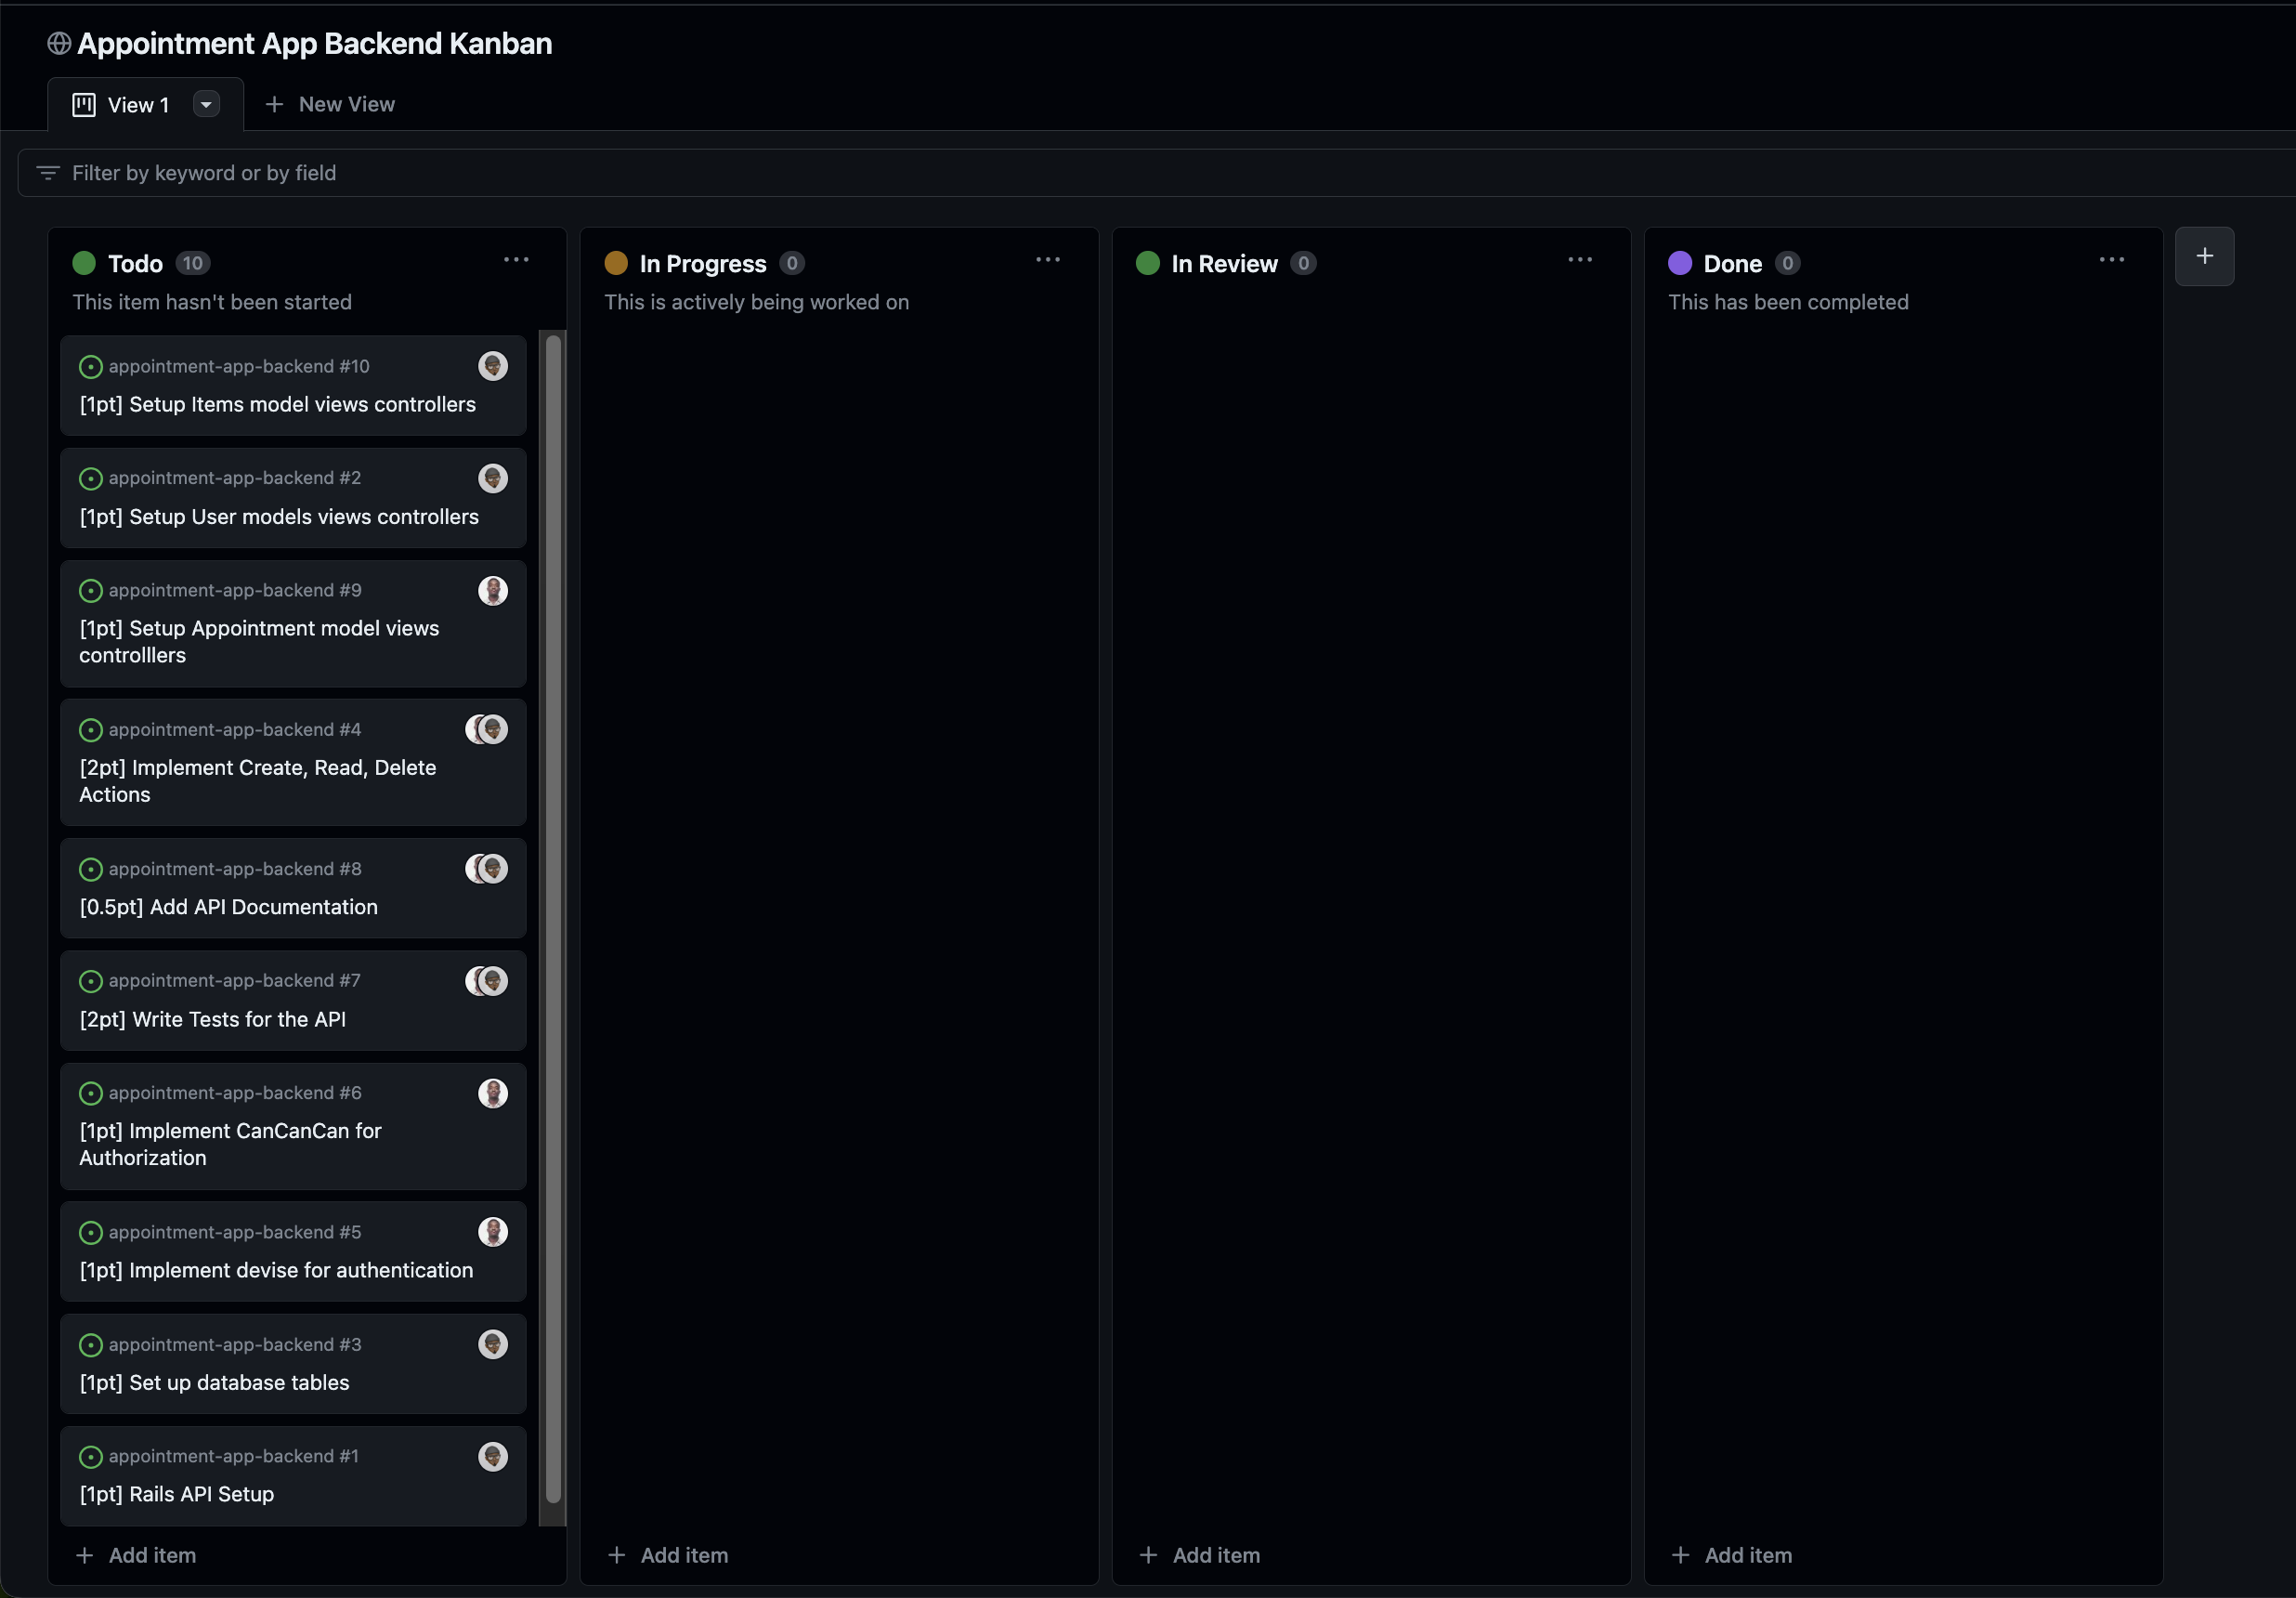 Appointment App Backend Kanban
View 1
New View
Filter by keyword or by field
Todo 10
This item hasn't been started
appointment-app-backend #10
[1pt] Setup Items model views controllers
appointment-app-backend #2
[1pt] Setup User models views controllers
appointment-app-backend #9
[1pt] Setup Appointment model views
controlllers
appointment-app-backend #4
[2pt] Implement Create, Read, Delete
Actions
appointment-app-backend #8
[0.5pt] Add API Documentation
appointment-app-backend #7
[2pt] Write Tests for the API
appointment-app-backend #6
[1pt] Implement CanCanCan for
Authorization
appointment-app-backend #5
[1pt] Implement devise for authentication
appointment-app-backend #3
[1pt] Set up database tables
appointment-app-backend #1
[1pt] Rails API Setup
Add item
In Progress 0
This is actively being worked on
Add item
In Review 0
Add item
Done 0
This has been completed
Add item